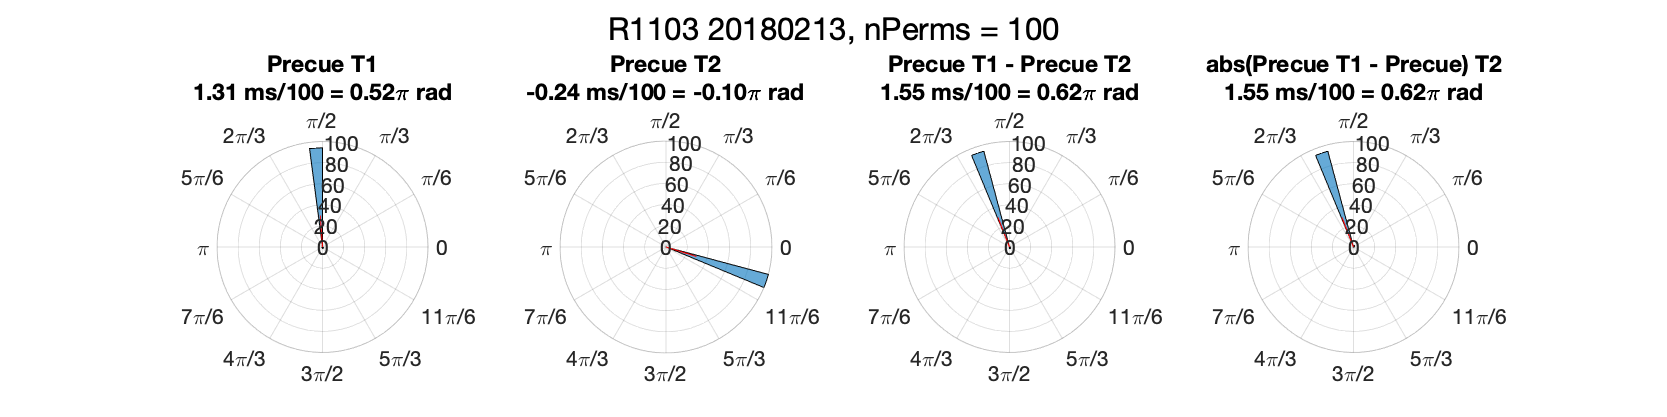 R1103 20180213, nPerms = 100
Precue T1
1.31 ms/100 = 0.52π rad
π/2
2π/3
π/3
5π/6
π/6
π
0
7π/6
11π/6
4π/3
5π/3
3π/2
100
80
60
40
20
0
Precue T2
-0.24 ms/100 = -0.10π rad
π/2
2π/3
π/3
5π/6
π/6
π
0
7π/6
11π/6
4π/3
5π/3
3π/2
100
80
60
40
20
0
Precue T1 - Precue T2
1.55 ms/100 = 0.62π rad
π/2
2π/3
π/3
5π/6
π/6
π
0
7π/6
11π/6
4π/3
5π/3
3π/2
100
80
60
40
20
0
abs(Precue T1 - Precue) T2
1.55 ms/100 = 0.62π rad
π/2
2π/3
π/3
5π/6
π/6
π
0
7π/6
11π/6
4π/3
5π/3
3π/2
100
80
60
40
20
0